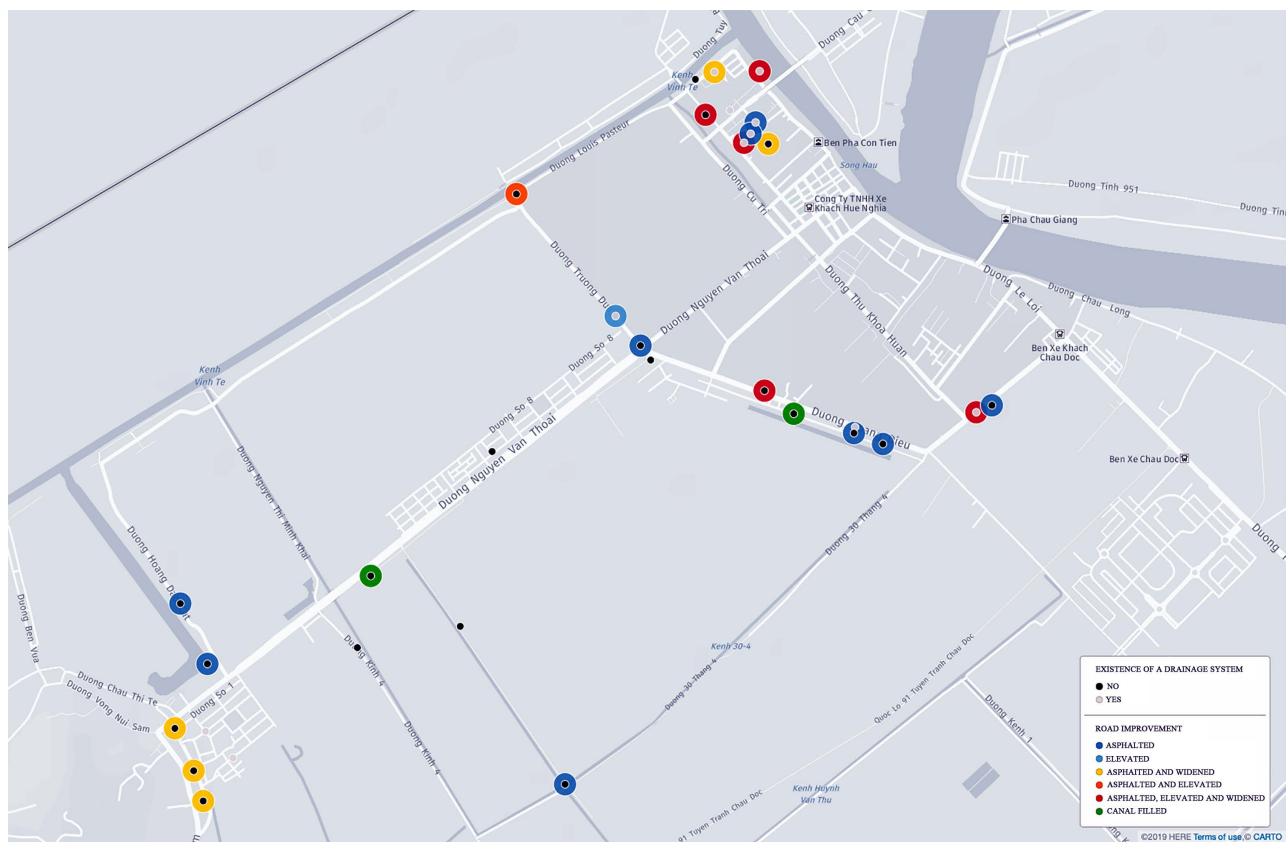 Duong Tuy
Duong Cau
Kenh
Vinh Te
Duong Louis Pasteur
Ben Pha Con Tien
Song Hau
Duong Cu Tri
Cong Ty TNHH Xe
Khach Hue Nghia
Duong Tinh 951
Duong Tin
Pha Chau Giang
Duong Truong Du
Duong Nguyen Van Thoai
Duong Thu Khoa Huan
Duong Le Loi
Duong Chau Long
Ben Xe Khach
Chau Doc
Duong So 8
Kenh
Vinh Te
Duong So 8
Duong Nguyen Van Thoai
Duong
ieu
Ben Xe Chau Doc
Duong Nguyen Thi Minh Khai
Duong 30 Thang 4
Duong
Duong Hoang Da
t
Duong Ben Vua
Duong Kinh 4
Kenh 30-4
Duong Chau Thi Te
Duong Vong Nui Sam
Duong So 1
Duong 30 Thang 4
Quoc Lo 91 Tuyen Tranh Chau Doc
Duong Kinh 4
Duong Kenh 1
Kenh Huynh
Van Thu
91 Tuyen Tranh Chau Doc
m
EXISTENCE OF A DRAINAGE SYSTEM
NO
YES
ROAD IMPROVEMENT
ASPHALTED
ELEVATED
ASPHAITED AND WIDENED
ASPHALTED AND ELEVATED
ASPHALTED, ELEVATED AND WIDENED
CANAL FILLED
©2019 HERE Terms of use,© CARTO